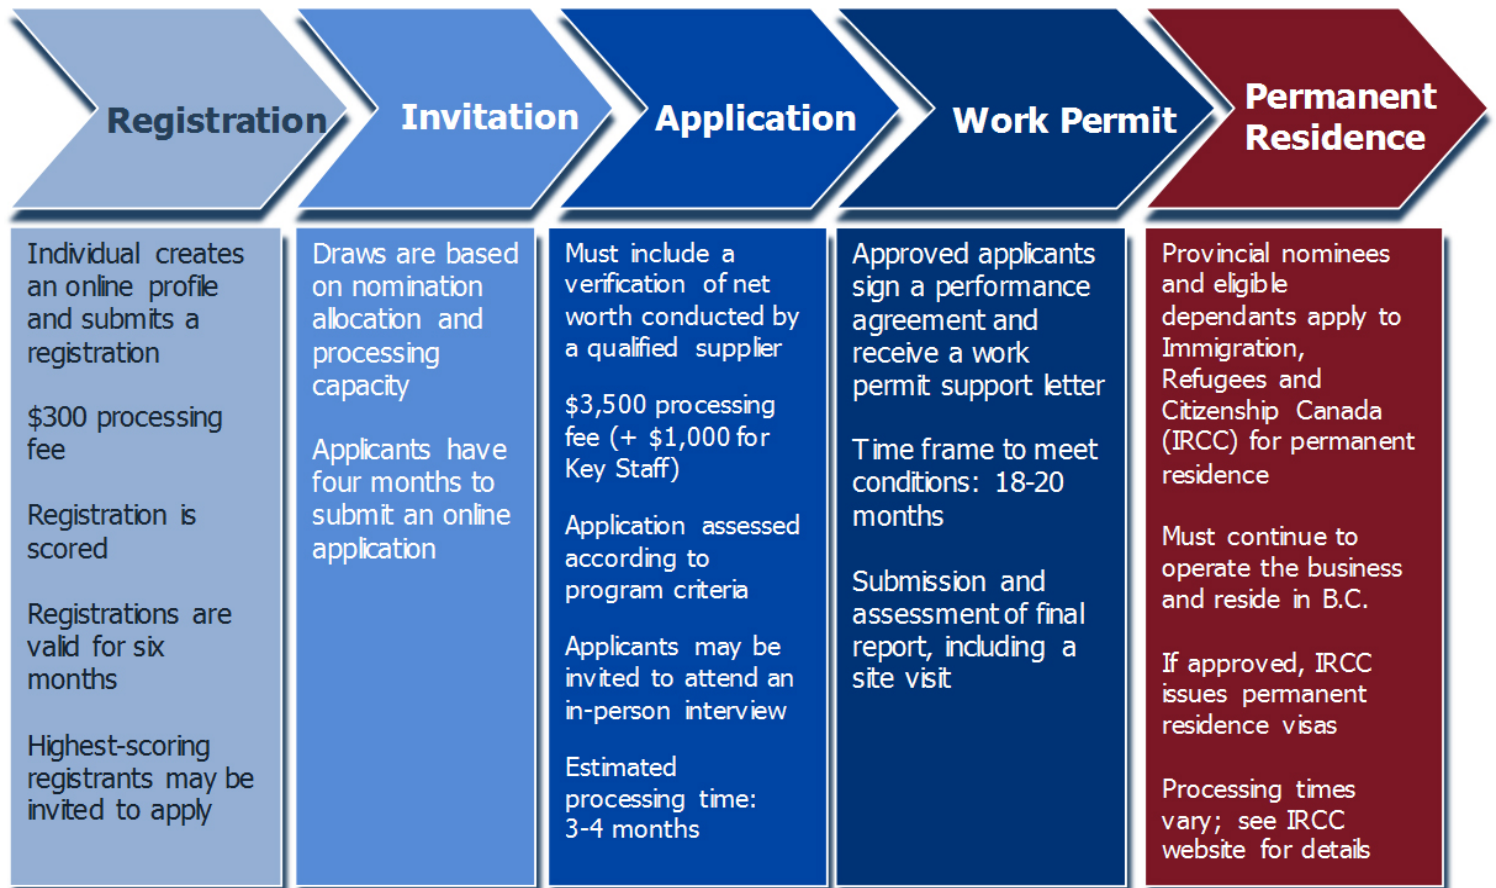 Registration
Invitation
Application
Work Permit
Permanent
Residence
Individual creates
an online profile
and submits a
registration
$300 processing
fee
Registration is
scored
Registrations are
valid for six
months
Highest-scoring
registrants may be
invited to apply
Draws are based
on nomination
allocation and
processing
capacity
Applicants have
four months to
submit an online
application
Must include a
verification of net
worth conducted by
a qualified supplier
$3,500 processing
fee (+ $1,000 for
Key Staff)
Application assessed
according to
program criteria
Applicants may be
invited to attend an
in-person interview
Estimated
processing time:
3-4 months
Approved applicants
sign a performance
agreement and
receive a work
permit support letter
Time frame to meet
conditions: 18-20
months
Submission and
assessment of final
report, including a
site visit
Provincial nominees
and eligible
dependants apply to
Immigration,
Refugees and
Citizenship Canada
(IRCC) for permanent
residence
Must continue to
operate the business
and reside in B.C.
If approved, IRCC
issues permanent
residence visas
Processing times
vary; see IRCC
website for details